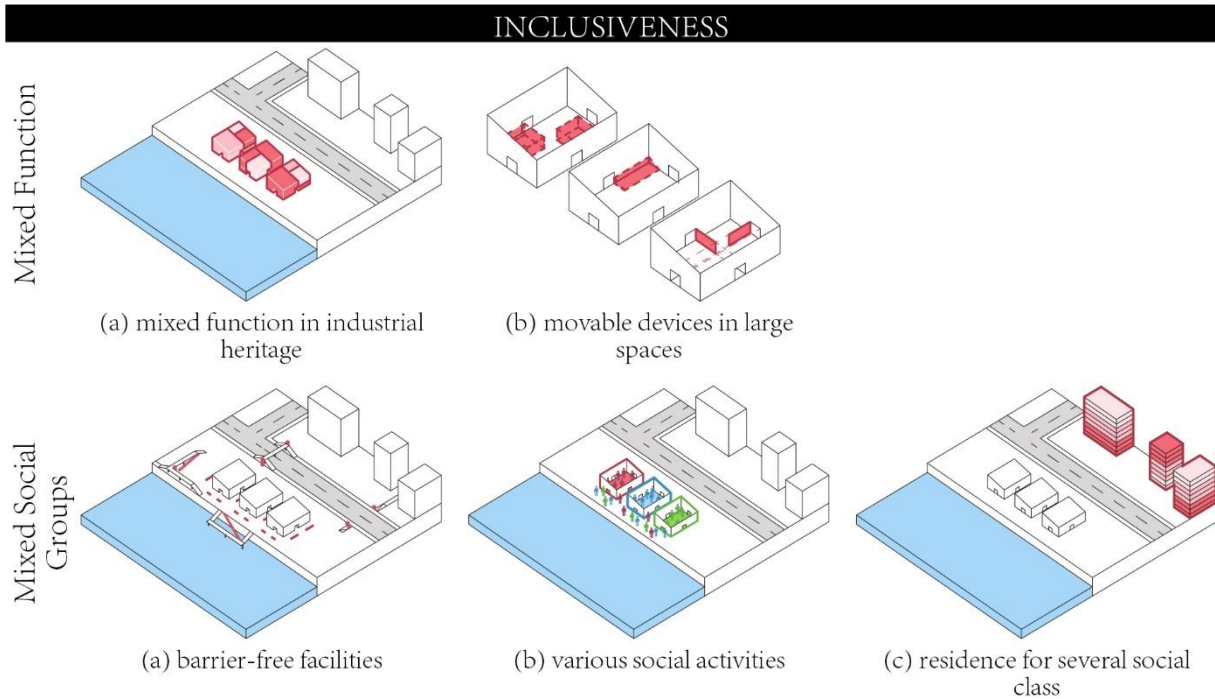 INCLUSIVENESS
Mixed Function
(a) mixed function in industrial
heritage
(b) movable devices in large
spaces
Mixed Social
Groups
(a) barrier-free facilities
(b) various social activities
(c) residence for several social
class